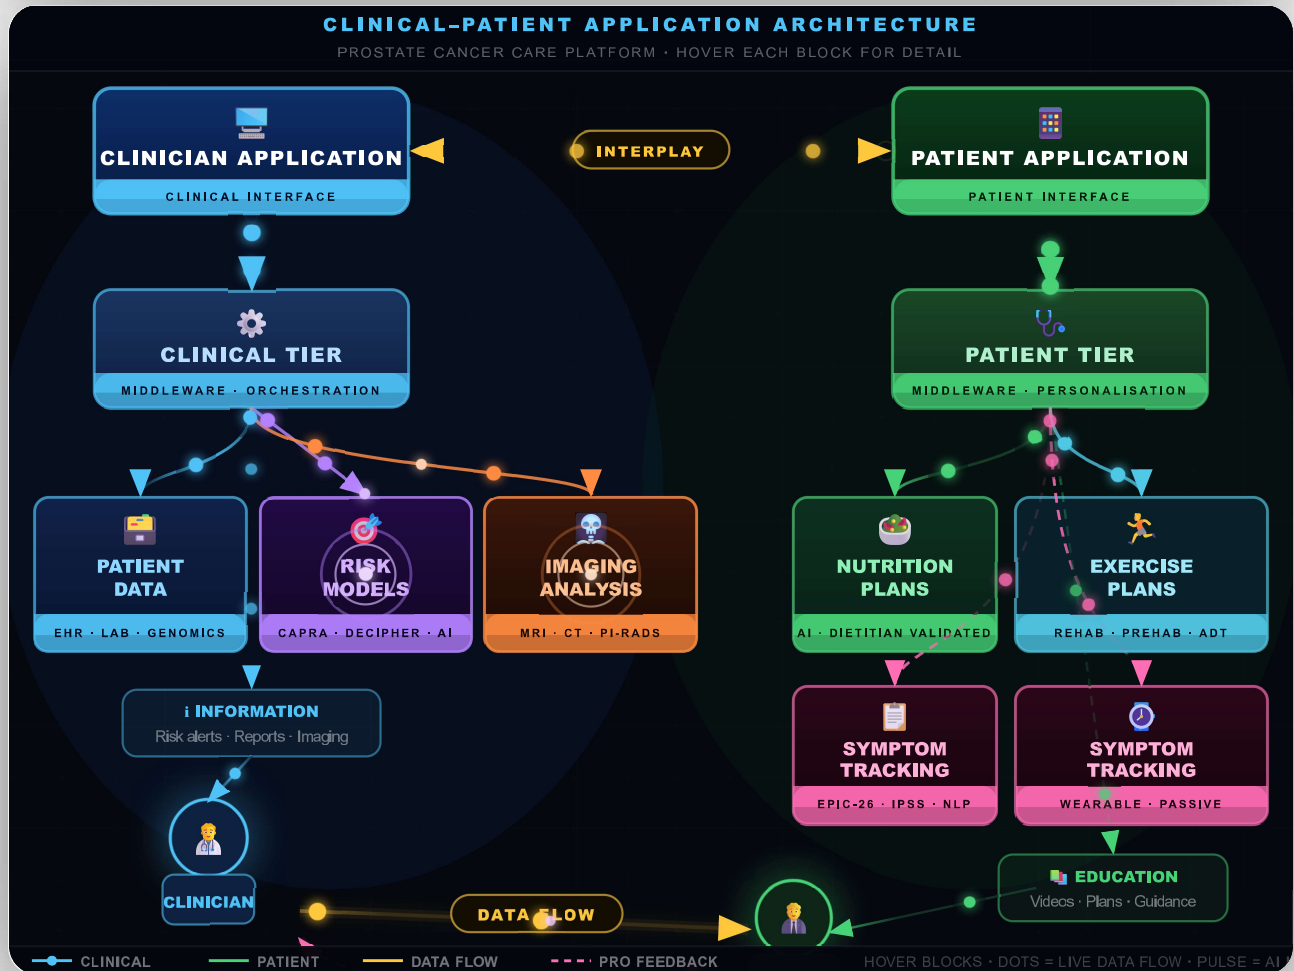 CLINICAL–PATIENT APPLICATION ARCHITECTURE
PROSTATE CANCER CARE PLATFORM · HOVER EACH BLOCK FOR DETAIL
CLINICIAN APPLICATION
CLINICAL INTERFACE
INTERPLAY
PATIENT APPLICATION
PATIENT INTERFACE
CLINICAL TIER
MIDDLEWARE · ORCHESTRATION
PATIENT TIER
MIDDLEWARE · PERSONALISATION
PATIENT
DATA
EHR · LAB · GENOMICS
RISK
MODELS
CAPRA · DECIPHER · AI
IMAGING
ANALYSIS
MRI · CT · PI-RADS
NUTRITION
PLANS
AI · DIETITIAN VALIDATED
EXERCISE
PLANS
REHAB · PREHAB · ADT
ℹ INFORMATION
Risk alerts · Reports · Imaging
SYMPTOM
TRACKING
EPIC-26 · IPSS · NLP
SYMPTOM
TRACKING
WEARABLE · PASSIVE
CLINICIAN
DATA FLOW
EDUCATION
Videos · Plans · Guidance
CLINICAL
PATIENT
DATA FLOW
PRO FEEDBACK
HOVER BLOCKS · DOTS = LIVE DATA FLOW · PULSE = AI